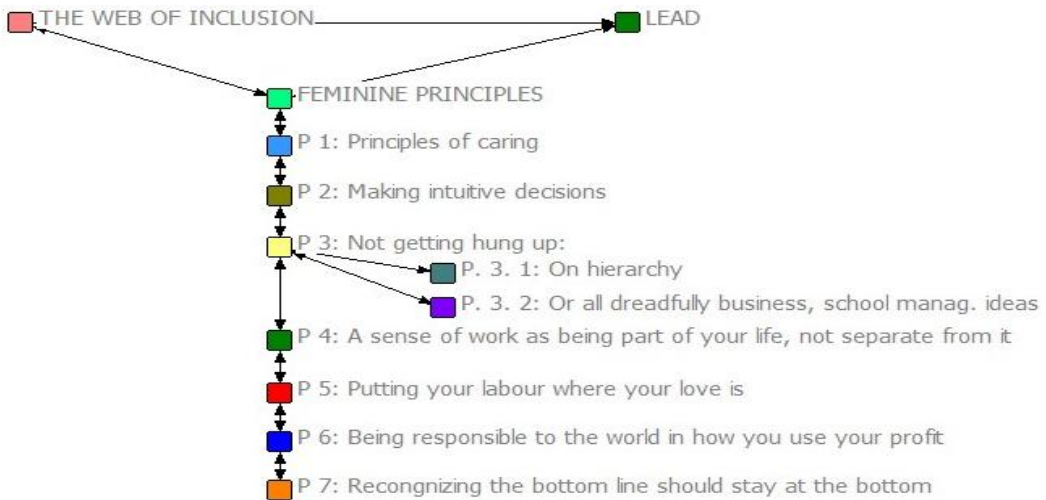 THE WEB OF INCLUSION
LEAD
FEMININE PRINCIPLES
P 1: Principles of caring
P 2: Making intuitive decisions
P 3: Not getting hung up:
P. 3. 1: On hierarchy
P. 3. 2: Or all dreadfully business, school manag. ideas
P 4: A sense of work as being part of your life, not separate from it
P 5: Putting your labour where your love is
P 6: Being responsible to the world in how you use your profit
P 7: Recongnizing the bottom line should stay at the bottom